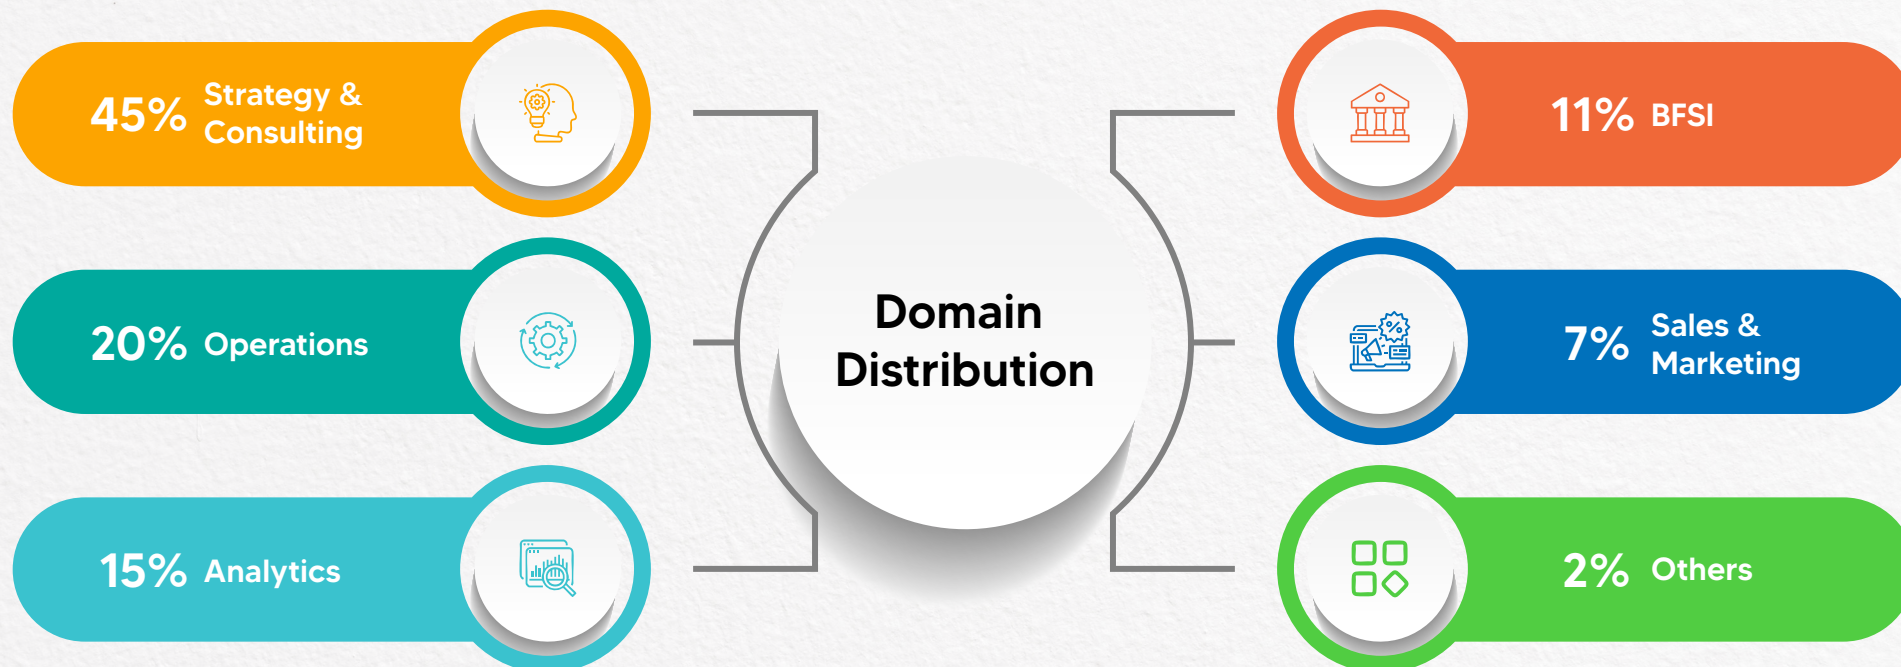 45% Strategy &
Consulting
20% Operations
15% Analytics
Domain
Distribution
11% BFSI
7% Sales &
Marketing
2% Others